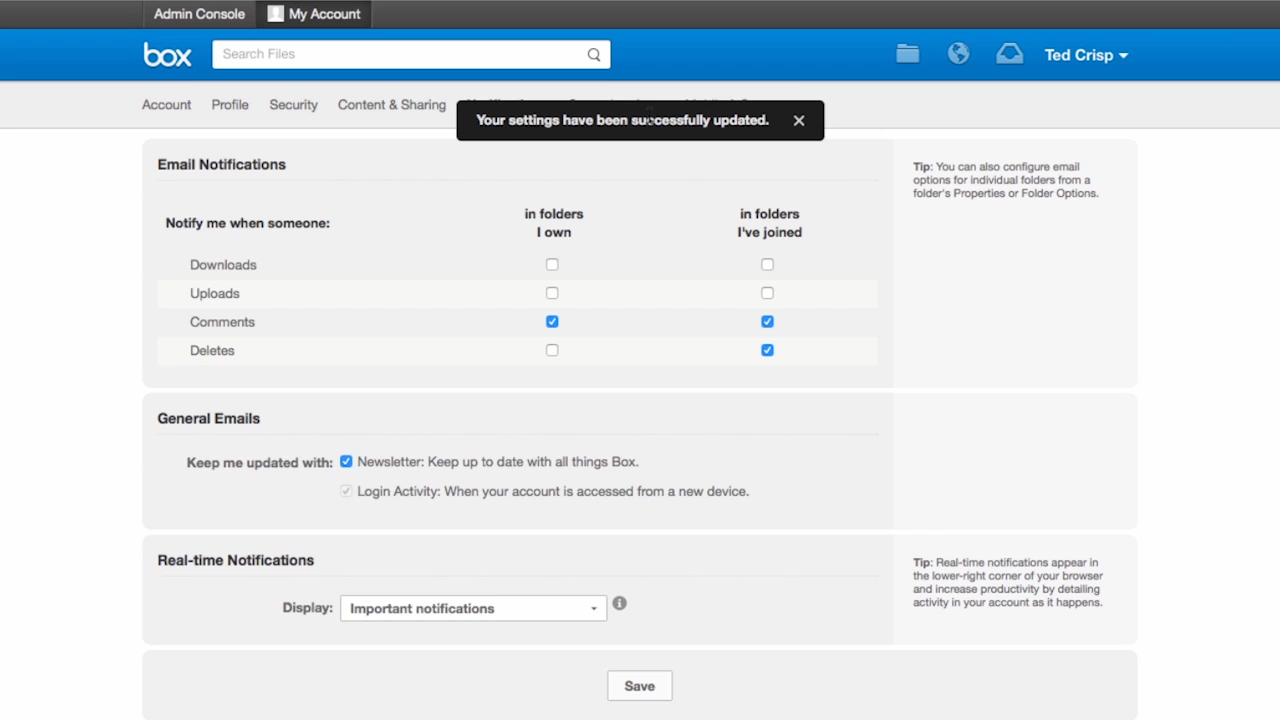 Admin Console
My Account
box
Search Files
Ted Crisp
Account
Profile
Security
Content & Sharing
Your settings have been successfully updated.
Email Notifications
Tip: You can also configure email
options for individual folders from a
folder's Properties or Folder Options.
Notify me when someone:
in folders
I own
in folders
I've joined
Downloads
Uploads
Comments
Deletes
General Emails
Keep me updated with:
Newsletter: Keep up to date with all things Box.
Login Activity: When your account is accessed from a new device.
Real-time Notifications
Display:
Important notifications
Tip: Real-time notifications appear in
the lower-right corner of your browser
and increase productivity by detailing
activity in your account as it happens.
Save